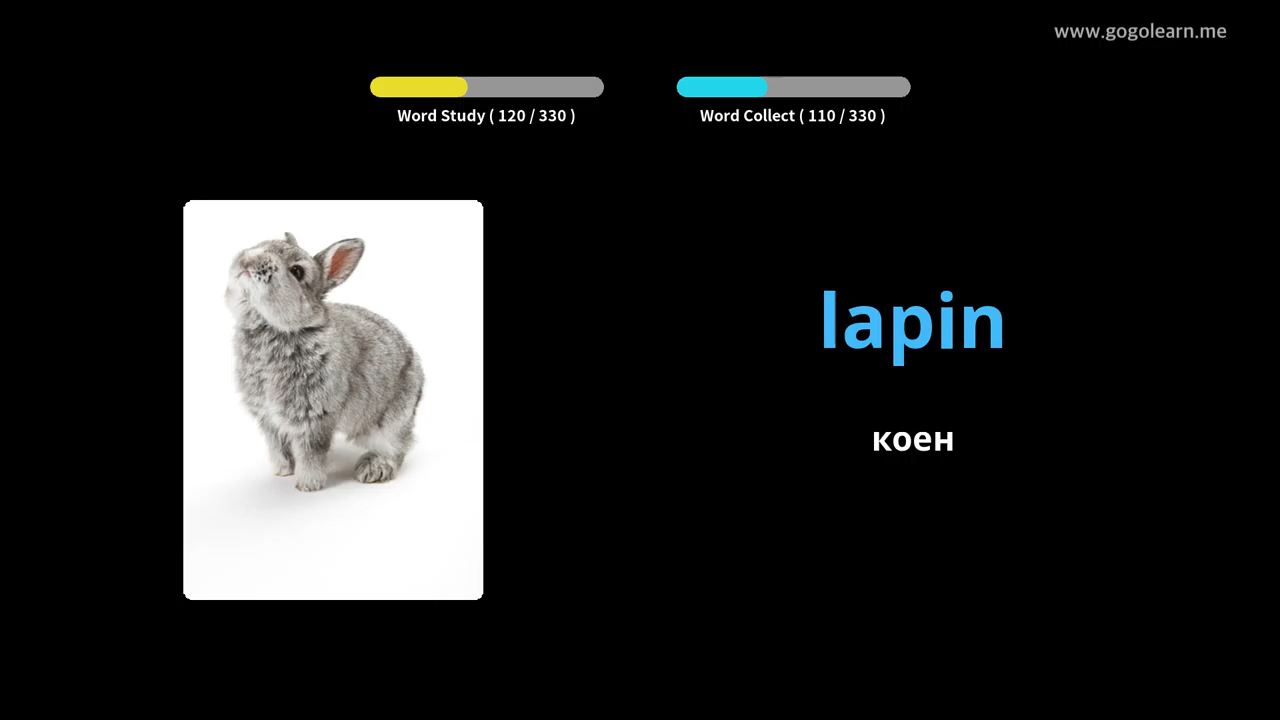 www.gogolearn.me
Word Study ( 120 / 330 )
Word Collect ( 110 / 330 )
lapin
коен